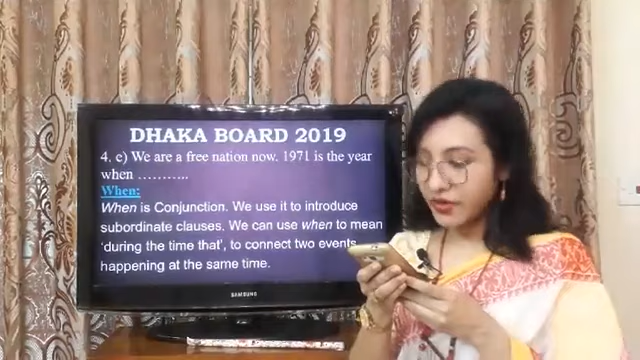 DHAKA BOARD 2019
4. c) We are a free nation now. 1971 is the year
when ………..
When:
When is Conjunction. We use it to introduce
subordinate clauses. We can use when to mean
‘during the time that’, to connect two events
happening at the same time.
SAMSUNG